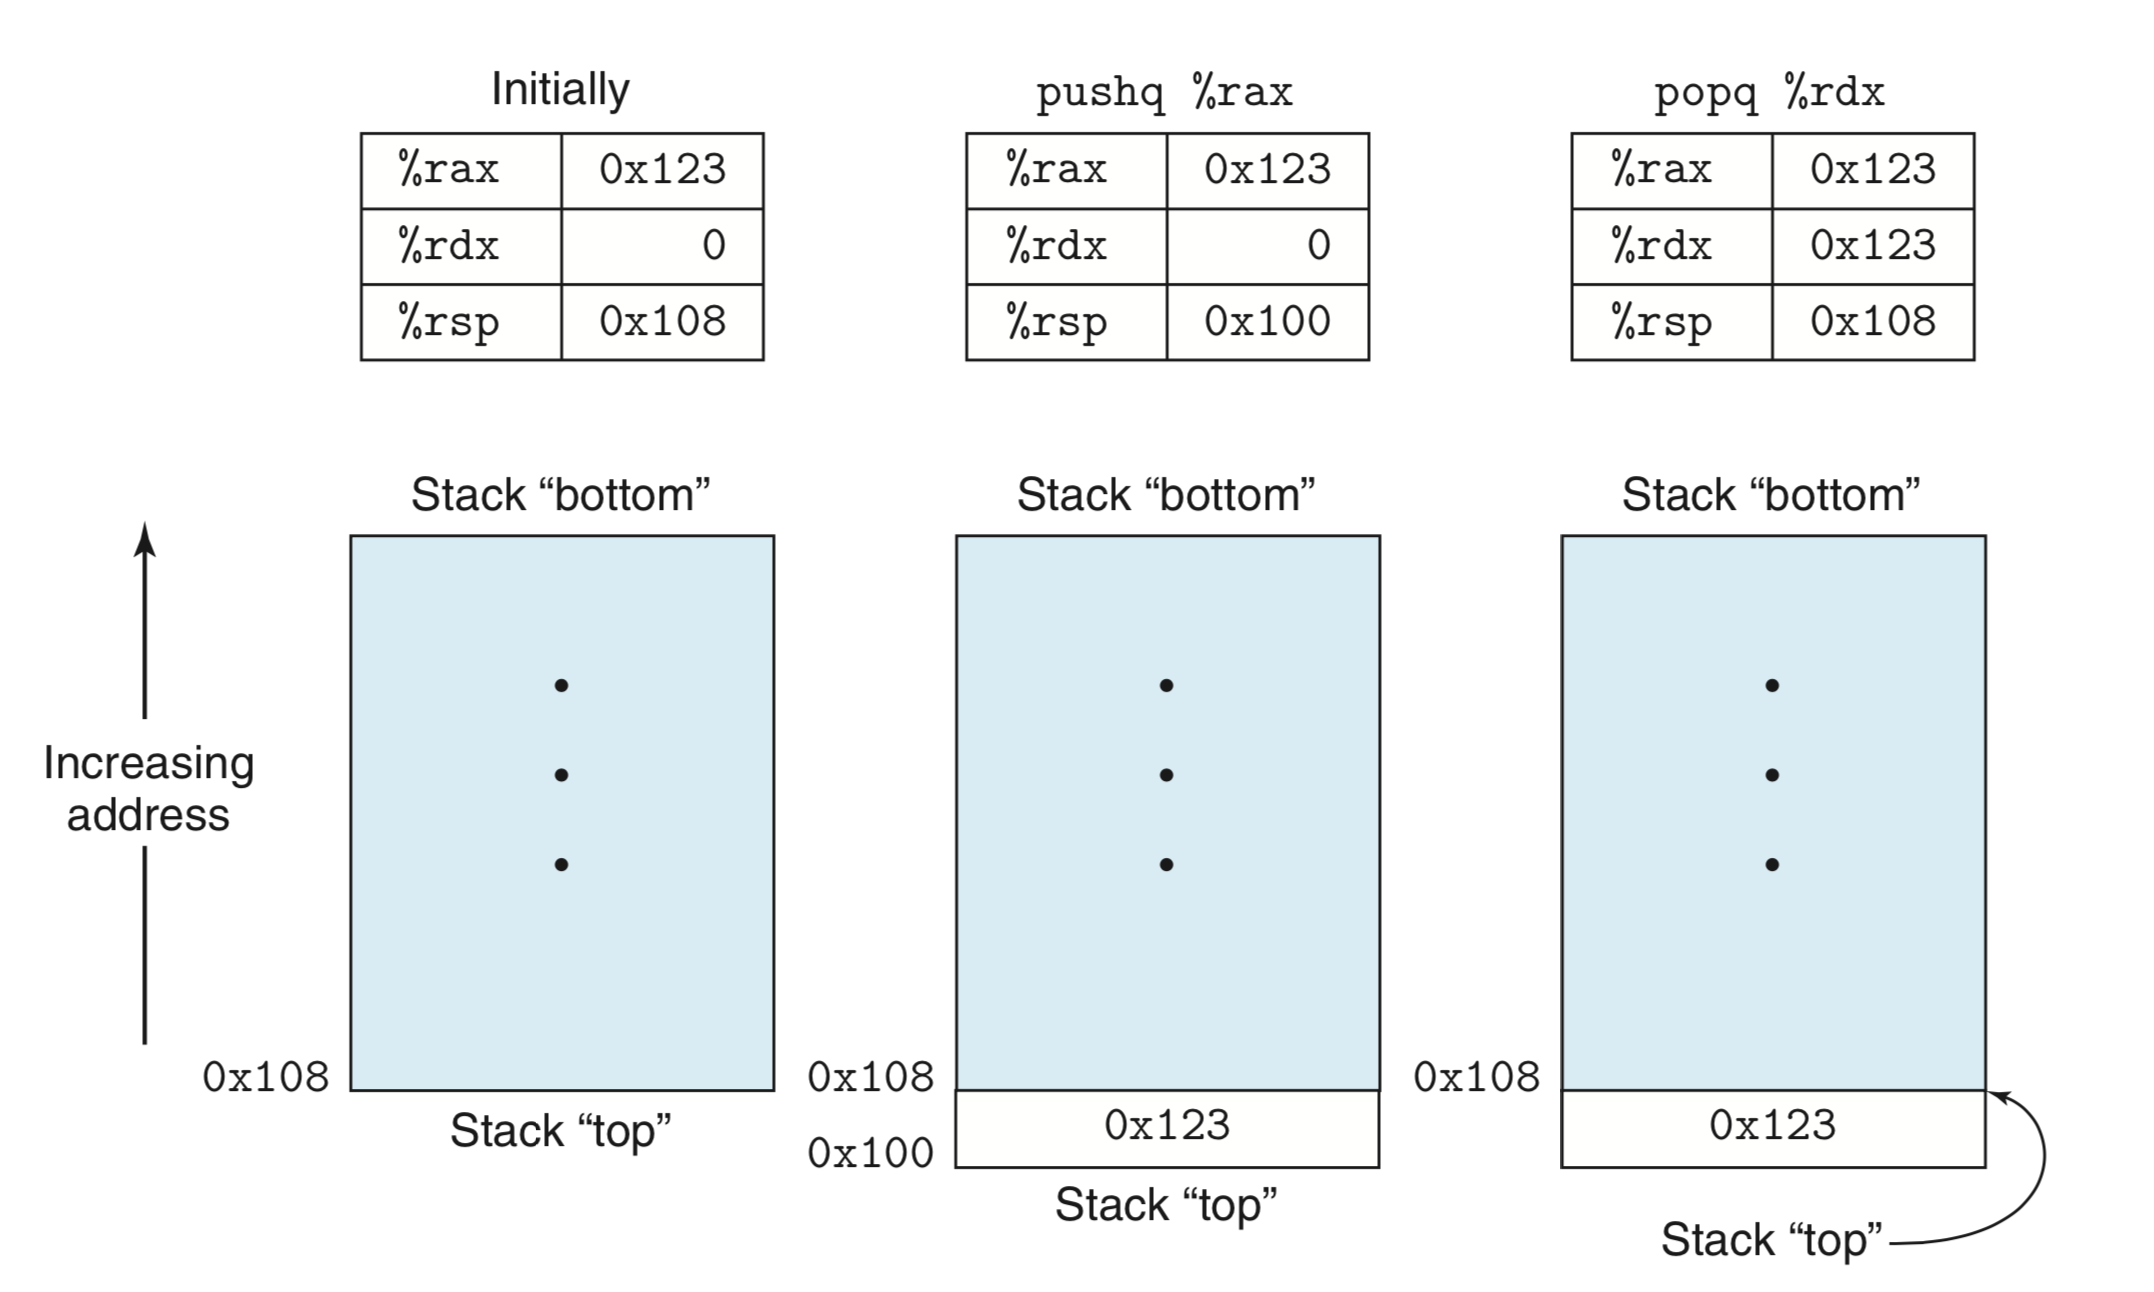 Initially
%rax 0x123
%rdx 0
%rsp 0x108
pushq %rax
%rax 0x123
%rdx 0
%rsp 0x100
popq %rdx
%rax 0x123
%rdx 0x123
%rsp 0x108
Increasing
address
Stack “bottom”
0x108
Stack “top”
Stack “bottom”
0x108
0x123
0x100
Stack “top”
Stack “bottom”
0x108
0x123
Stack “top”